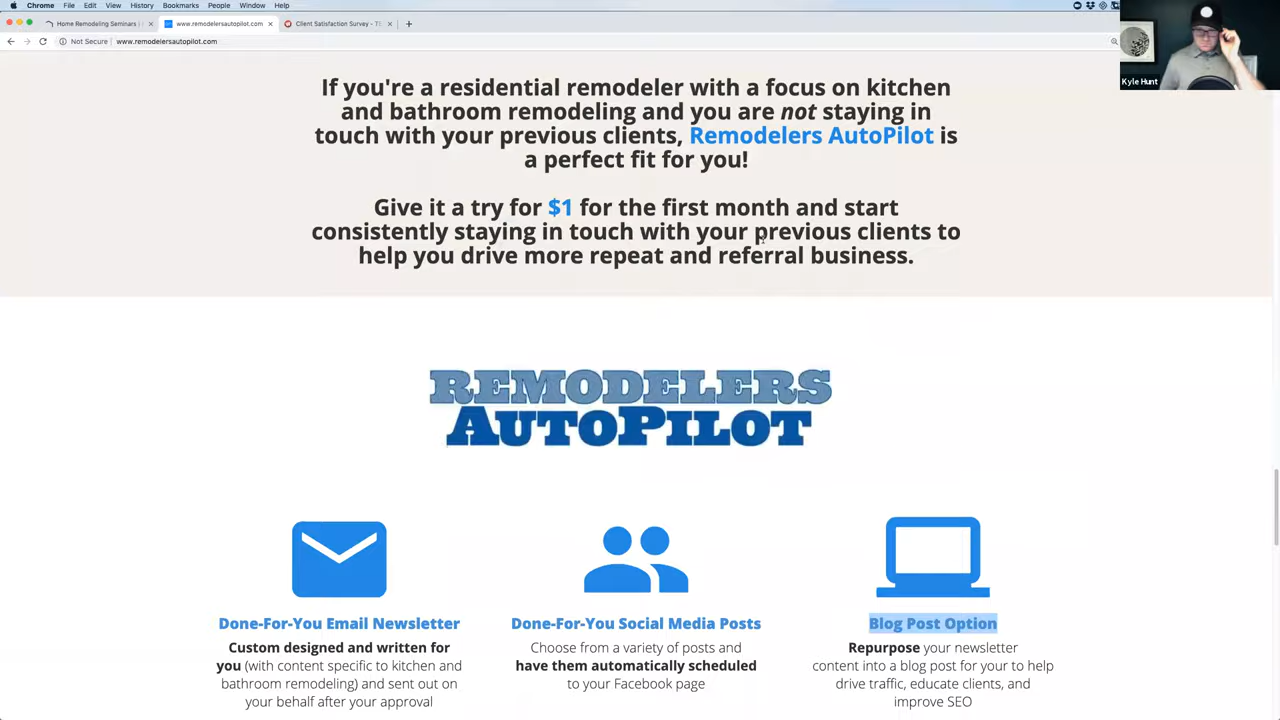 Chrome File Edit View History Bookmarks People Window Help
Home Remodeling Seminars | www.remodelersautopilot.com Client Satisfaction Survey - T
Not Secure www.remodelersautopilot.com
Kyle Hunt
If you're a residential remodeler with a focus on kitchen
and bathroom remodeling and you are not staying in
touch with your previous clients, Remodelers AutoPilot is
a perfect fit for you!
Give it a try for $1 for the first month and start
consistently staying in touch with your previous clients to
help you drive more repeat and referral business.
REMODELERS
AUTOPILOT
Done-For-You Email Newsletter
Custom designed and written for
you (with content specific to kitchen and
bathroom remodeling) and sent out on
your behalf after your approval
Done-For-You Social Media Posts
Choose from a variety of posts and
have them automatically scheduled
to your Facebook page
Blog Post Option
Repurpose your newsletter
content into a blog post for your to help
drive traffic, educate clients, and
improve SEO